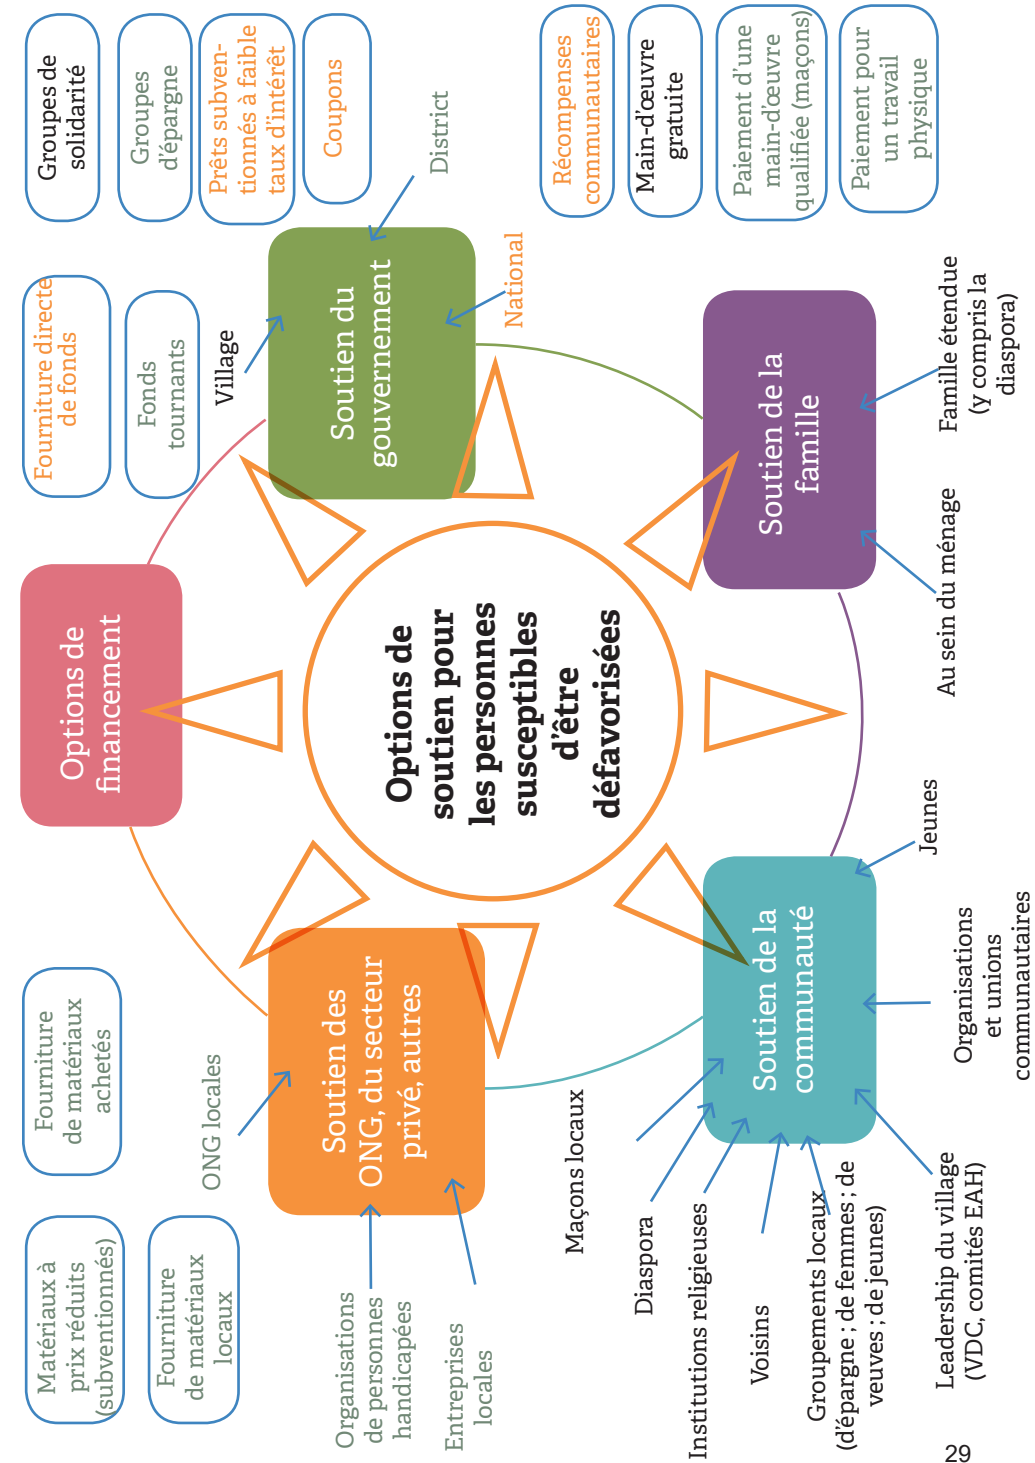 Matériaux à
prix réduits
(subventionnés)
Fourniture
de matériaux
locaux
Fourniture
de matériaux
achetés
Options de
financement
Fourniture directe
de fonds
Fonds
tournants
Groupes de
solidarité
Groupes
d'épargne
Prêts subven-
tionnés à faible
taux d'intérêt
Coupons
ONG locales
Organisations
de personnes
handicapées
Entreprises
locales
Soutien des
ONG, du secteur
privé, autres
Options de
soutien pour
les personnes
susceptibles
d'être
défavorisées
Village
District
National
Soutien du
gouvernement
Maçons locaux
Diaspora
Institutions religieuses
Voisins
Groupements locaux
(d'épargne ; de femmes ; de
veuves ; de jeunes)
Leadership du village
(VDC, comités EAH)
Organisations
et unions
communautaires
Jeunes
Soutien de la
communauté
Soutien de la
famille
Au sein du ménage
Famille étendue
(y compris la
diaspora)
Récompenses
communautaires
Main-d'œuvre
gratuite
Paiement d'une
main-d'œuvre
qualifiée (maçons)
Paiement pour
un travail
physique
29